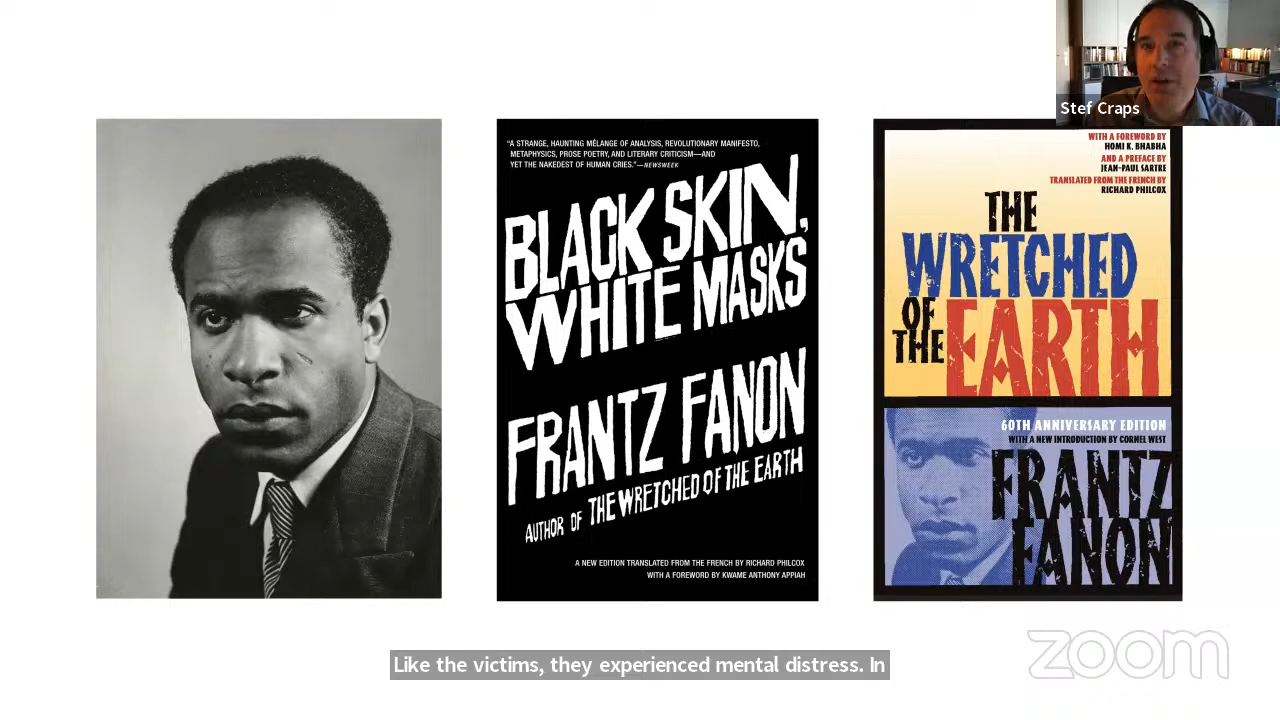 Stef Craps
"A STRANGE, HAUNTING MÉLANGE OF ANALYSIS, REVOLUTIONARY MANIFESTO,
METAPHYSICS, PROSE POETRY, AND LITERARY CRITICISM—AND
YET THE NAKEDEST OF HUMAN CRIES."—NEWSWEEK
BLACK SKIN,
WHITE MASKS
FRANTZ FANON
AUTHOR OF THE WRETCHED OF THE EARTH
A NEW EDITION TRANSLATED FROM THE FRENCH BY RICHARD PHILCOX
WITH A FOREWORD BY KWAME ANTHONY APPIAH
WITH A FOREWORD BY
HOMI K. BHABHA
AND A PREFACE BY
JEAN-PAUL SARTRE
TRANSLATED FROM THE FRENCH BY
RICHARD PHILCOX
THE
WRETCHED
OF
THE EARTH
60TH ANNIVERSARY EDITION
WITH A NEW INTRODUCTION BY CORNEL WEST
FRANTZ
FANON
Like the victims, they experienced mental distress. In
zoom